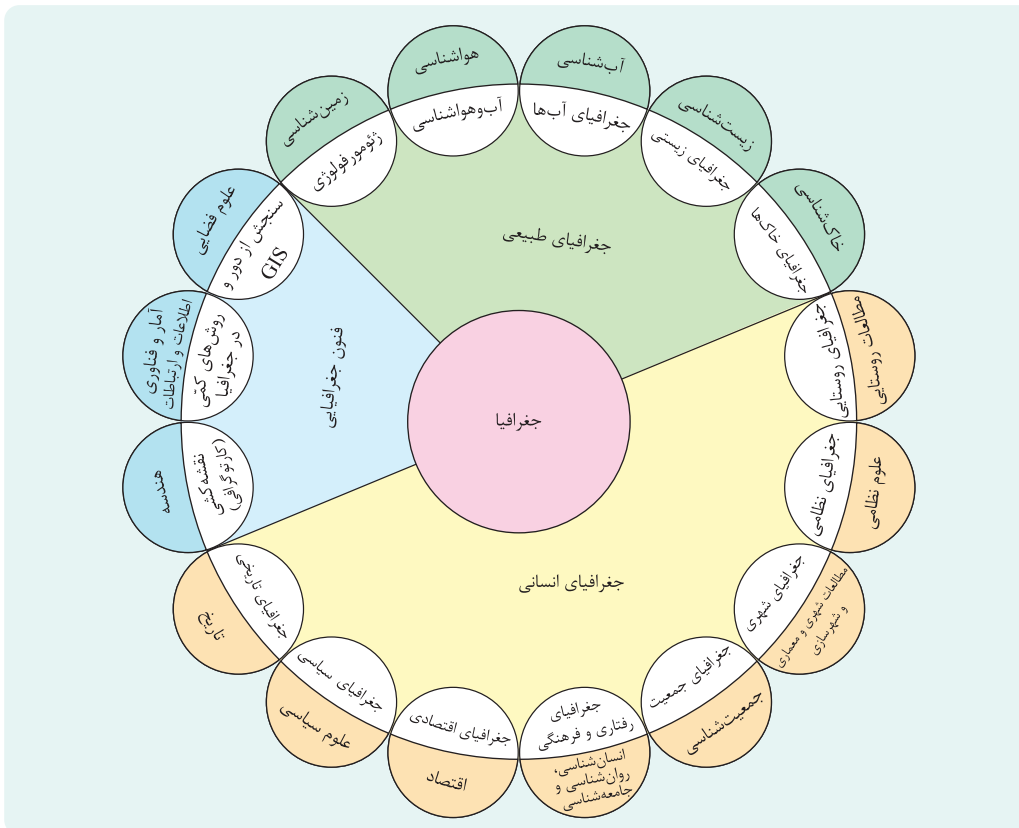 جغرافیا
جغرافیای طبیعی
هواشناسی
آب‌وهواشناسی
آب‌شناسی
جغرافیای آب‌ها
زیست‌شناسی
جغرافیای زیستی
خاک‌شناسی
جغرافیای خاک‌ها
زمین‌شناسی
ژئومورفولوژی
جغرافیای انسانی
مطالعات روستایی
جغرافیای روستایی
علوم نظامی
جغرافیای نظامی
مطالعات شهری و معماری
و شهرسازی
جغرافیای شهری
جمعیت‌شناسی
جغرافیای جمعیت
جغرافیای
رفتاری و فرهنگی
انسان‌شناسی،
روان‌شناسی و
جامعه‌شناسی
جغرافیای اقتصادی
اقتصاد
جغرافیای سیاسی
علوم سیاسی
جغرافیای تاریخی
تاریخ
فنون جغرافیایی
هندسه
نقشه‌کشی
(کارتوگرافی)
آمار و فناوری
اطلاعات و ارتباطات
روش‌های کمّی
در جغرافیا
علوم فضایی
سنجش از دور و
GIS